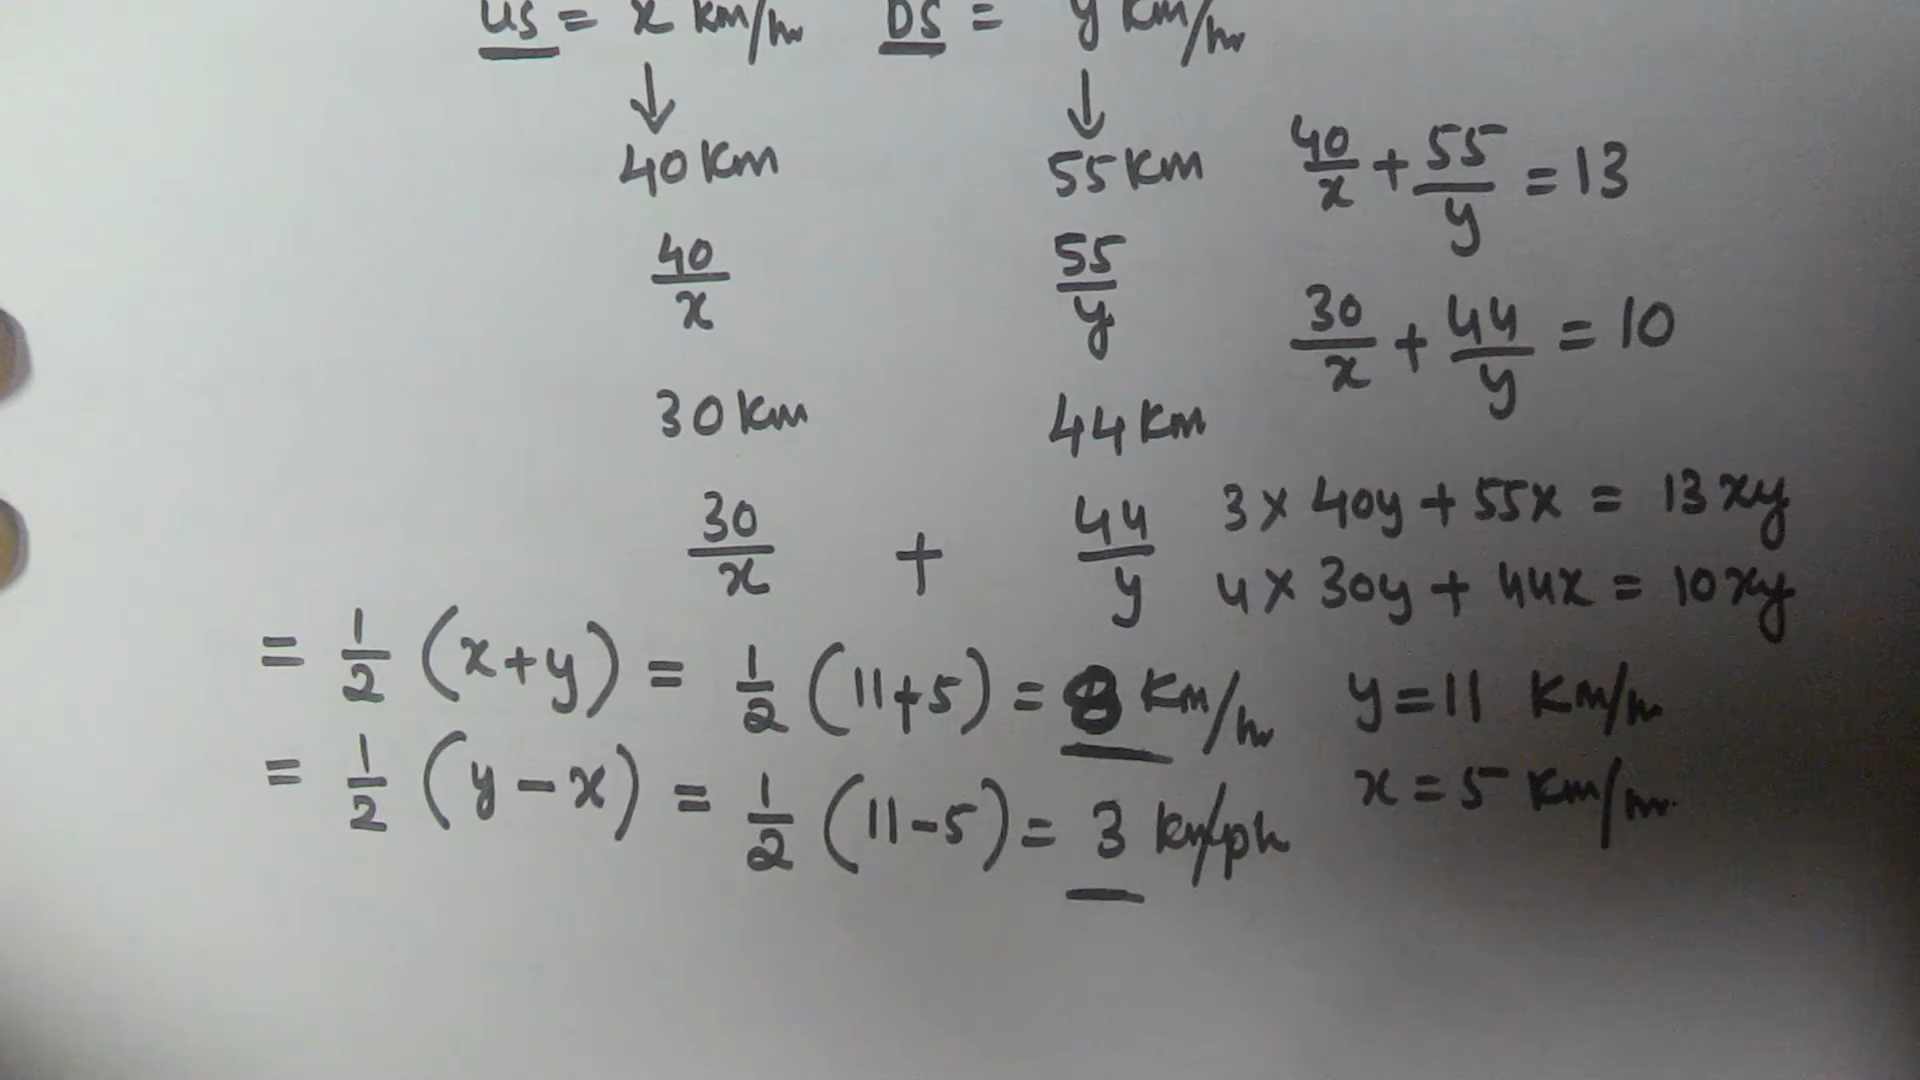 US = x km/hr DS = y km/hr
↓ ↓
40 km 55 km 40/x + 55/y = 13
40/x 55/y
30/x + 44/y = 10
30 km 44 km
3 × 40y + 55x = 13xy
30/x + 44/y
4 × 30y + 44x = 10xy
= 1/2 (x+y) = 1/2 (11+5) = 8 km/hr y = 11 km/hr
= 1/2 (y-x) = 1/2 (11-5) = 3 km/ph x = 5 km/hr